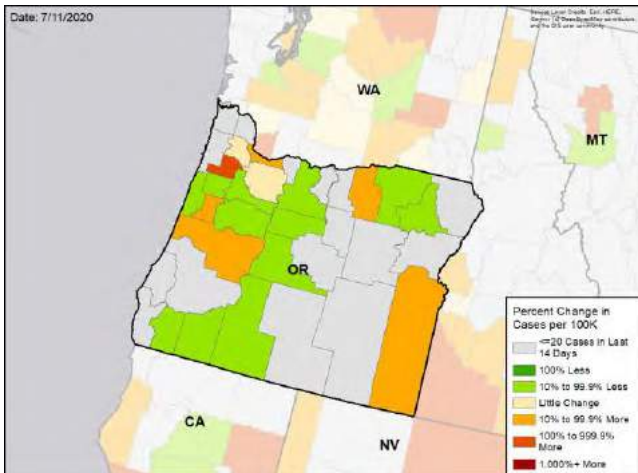 Date: 7/11/2020
WA
MT
OR
CA
NV
Percent Change in
Cases per 100K
<=20 Cases in Last
14 Days
100% Less
10% to 99.9% Less
Little Change
10% to 99.9% More
100% to 999.9%
More
1,000%+ More